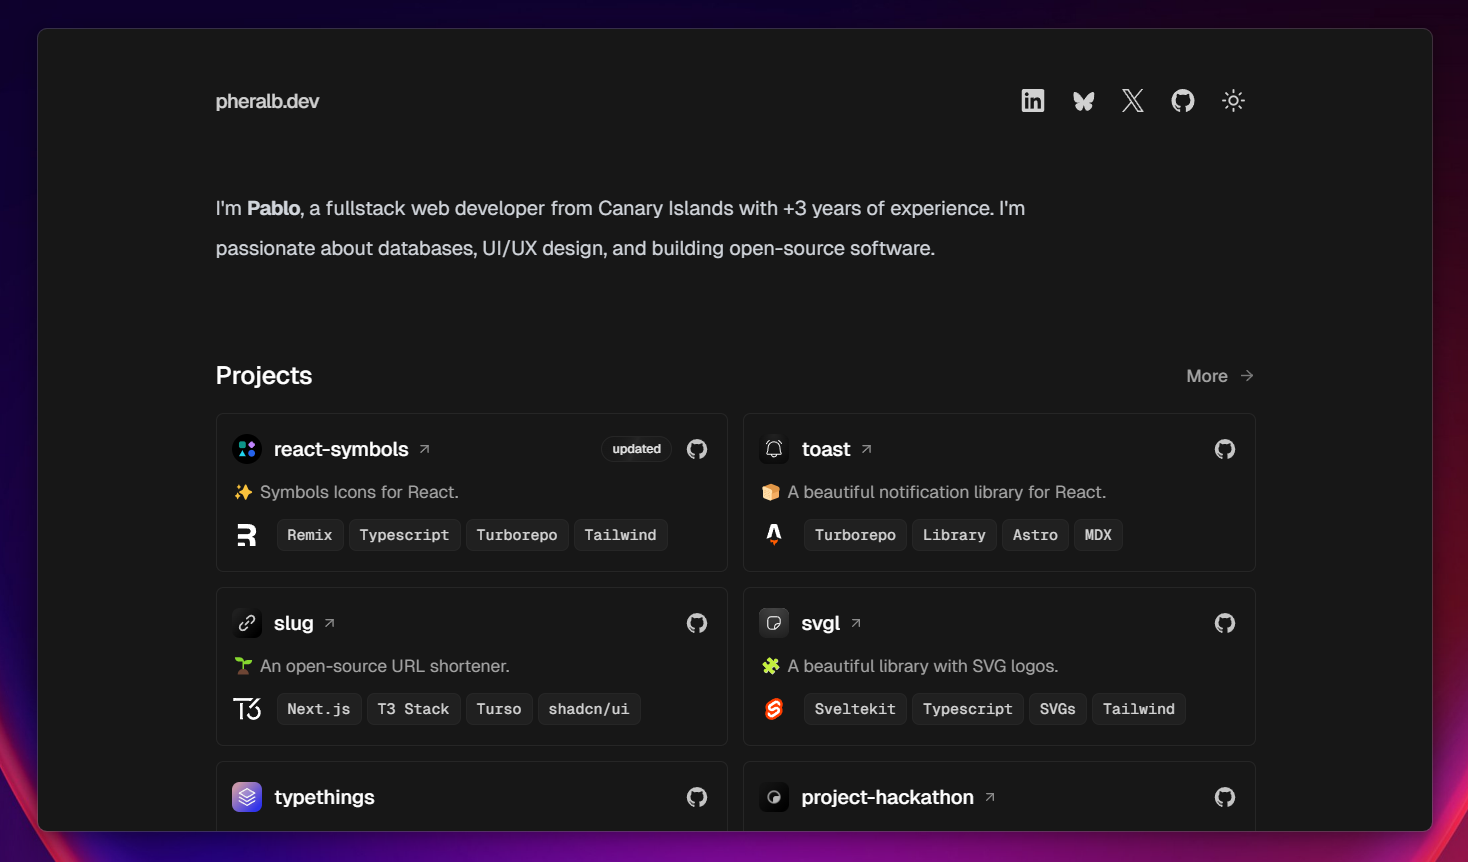 pheralb.dev
I'm Pablo, a fullstack web developer from Canary Islands with +3 years of experience. I'm
passionate about databases, UI/UX design, and building open-source software.
Projects
More
react-symbols
updated
✨ Symbols Icons for React.
Remix Typescript Turborepo Tailwind
toast
🍞 A beautiful notification library for React.
Turborepo Library Astro MDX
slug
🌱 An open-source URL shortener.
T3 Next.js T3 Stack Turso shadcn/ui
svgl
🧩 A beautiful library with SVG logos.
Sveltekit Typescript SVGs Tailwind
typethings
project-hackathon